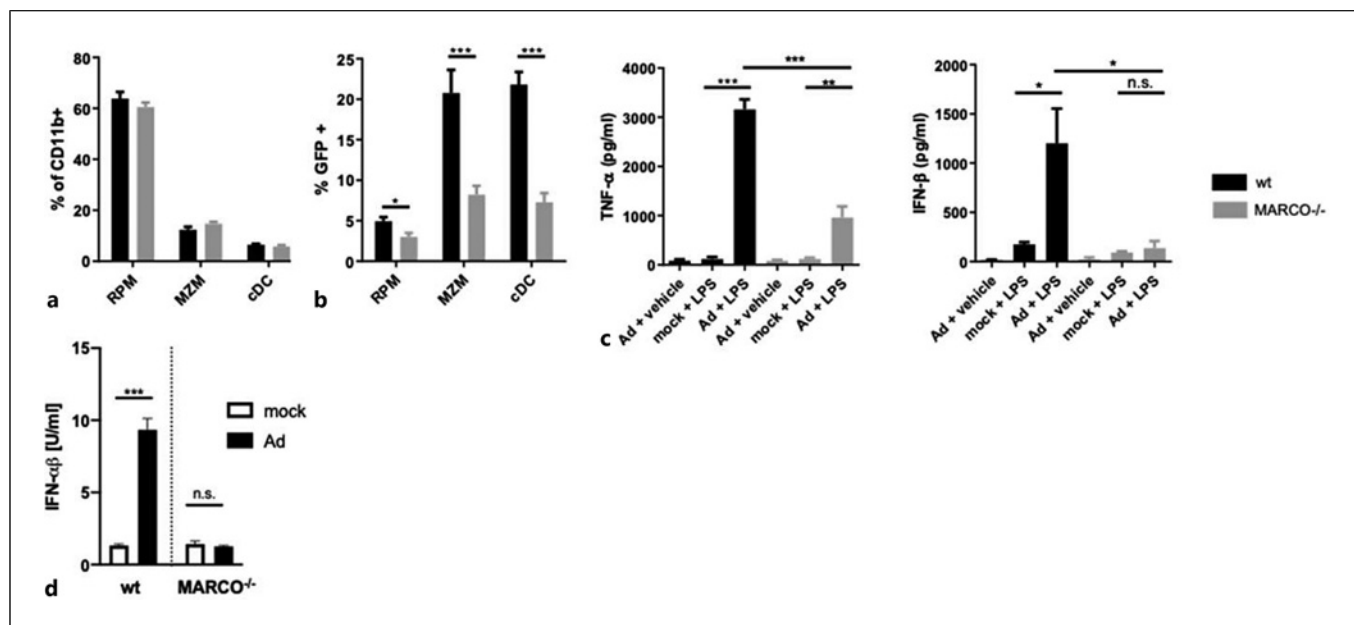 80
60
40
20
0
% of CD11b+
RPM
MZM
cDC
a
25
20
15
10
5
0
% GFP +
*
***
***
RPM
MZM
cDC
b
4000
3000
2000
1000
0
TNF-α (pg/ml)
***
***
**
Ad + vehicle
mock + LPS
Ad + LPS
Ad + vehicle
mock + LPS
Ad + LPS
c
2000
1500
1000
500
0
IFN-β (pg/ml)
*
*
n.s.
Ad + vehicle
mock + LPS
Ad + LPS
Ad + vehicle
mock + LPS
Ad + LPS
wt
MARCO-/-
15
10
5
0
IFN-αβ [U/ml]
***
n.s.
mock
Ad
wt
MARCO-/-
d